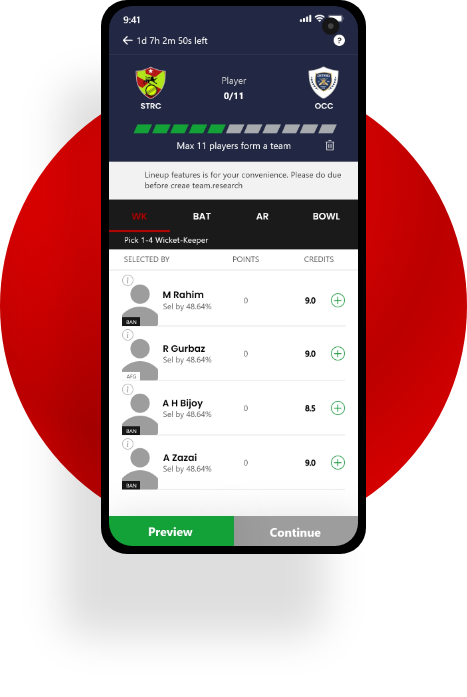 9:41
1d 7h 2m 50s left
?
Player
0/11
STRC
OCC
Max 11 players form a team
Lineup features is for your convenience. Please do due
before creae team.research
WK BAT AR BOWL
Pick 1-4 Wicket-Keeper
SELECTED BY POINTS CREDITS
i
M Rahim
Sel by 48.64%
0
9.0
BAN
i
R Gurbaz
Sel by 48.64%
0
9.0
AFG
i
A H Bijoy
Sel by 48.64%
0
8.5
BAN
i
A Zazai
Sel by 48.64%
0
9.0
BAN
Preview Continue